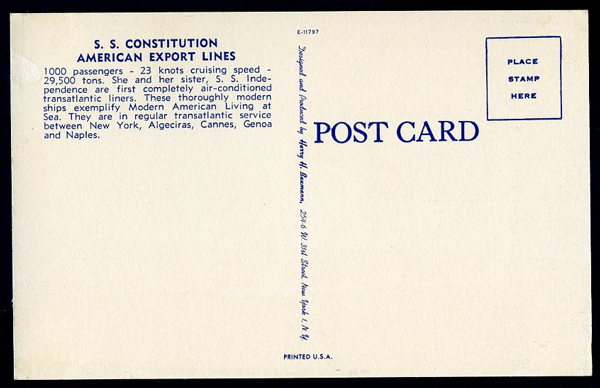 E-11797
S. S. CONSTITUTION
AMERICAN EXPORT LINES
1000 passengers - 23 knots cruising speed -
29,500 tons. She and her sister, S. S. Inde-
pendence are first completely air-conditioned
transatlantic liners. These thoroughly modern
ships exemplify Modern American Living at
Sea. They are in regular transatlantic service
between New York, Algeciras, Cannes, Genoa
and Naples.
Designed and Produced by Harry H. Baumann, 254-6 W. 31st Street, New York 1, N. Y.
POST CARD
PLACE
STAMP
HERE
PRINTED U.S.A.